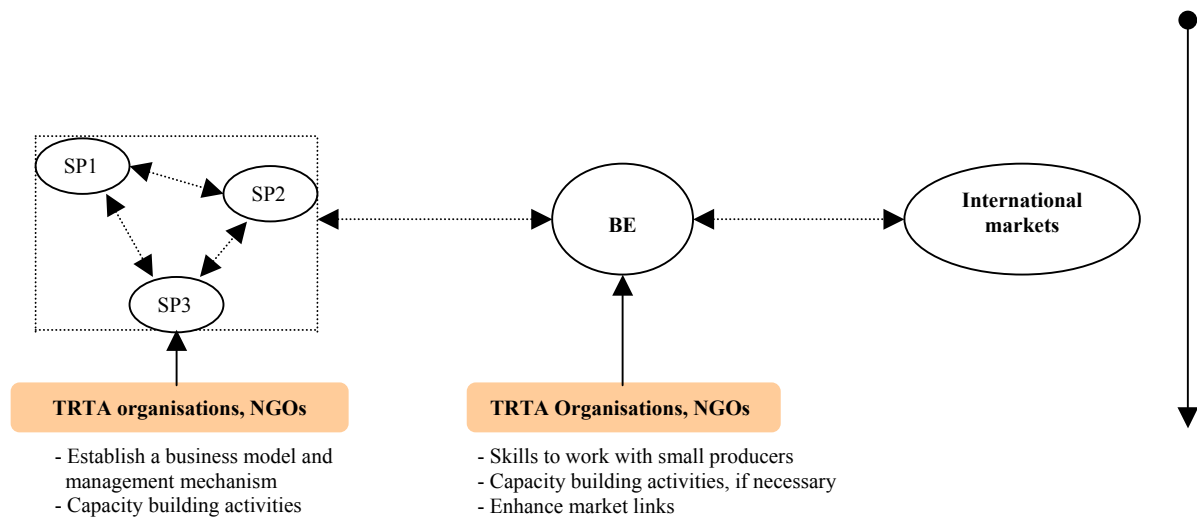 SP1
SP2
SP3
BE
International
markets
TRTA organisations, NGOs
- Establish a business model and
management mechanism
- Capacity building activities
TRTA Organisations, NGOs
- Skills to work with small producers
- Capacity building activities, if necessary
- Enhance market links